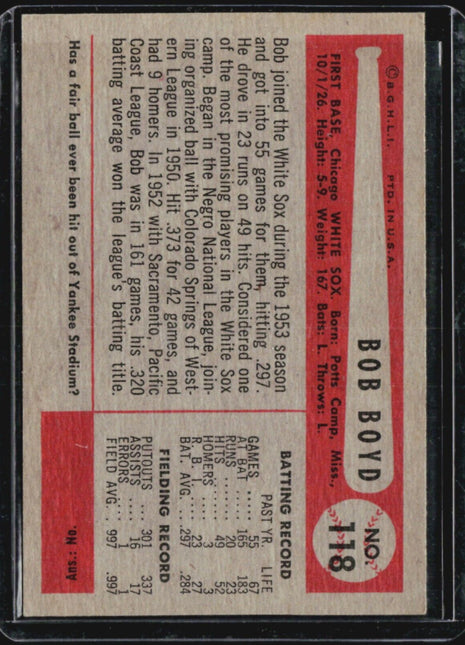 © B.G.H.L.I. PTD. IN U.S.A.
BOB BOYD
NO. 118
FIRST BASE, Chicago WHITE SOX. Born: Potts Camp, Miss.,
10/1/26. Height: 5-9. Weight: 167. Bats: L. Throws: L.
Bob joined the White Sox during the 1953 season
and got into 55 games for them, hitting .297.
He drove in 23 runs on 49 hits. Considered one
of the most promising players in the White Sox
camp. Began in the Negro National League, join-
ing organized ball with Colorado Springs of West-
ern League in 1950. Hit .373 for 42 games, and
had 9 homers. In 1952 with Sacramento, Pacific
Coast League, Bob was in 161 games, his .320
batting average won the league's batting title.
BATTING RECORD
PAST YR. LIFE
GAMES ..... 55 67
AT BAT .... 165 183
RUNS ...... 20 23
HITS ...... 49 52
HOMERS .... 3 3
R. B. I. .... 23 27
BAT. AVG. .297 .284
FIELDING RECORD
PUTOUTS 301 337
ASSISTS .... 16 17
ERRORS .... 1 1
FIELD AVG. .997 .997
Has a fair ball ever been hit out of Yankee Stadium?
Ans.: No.